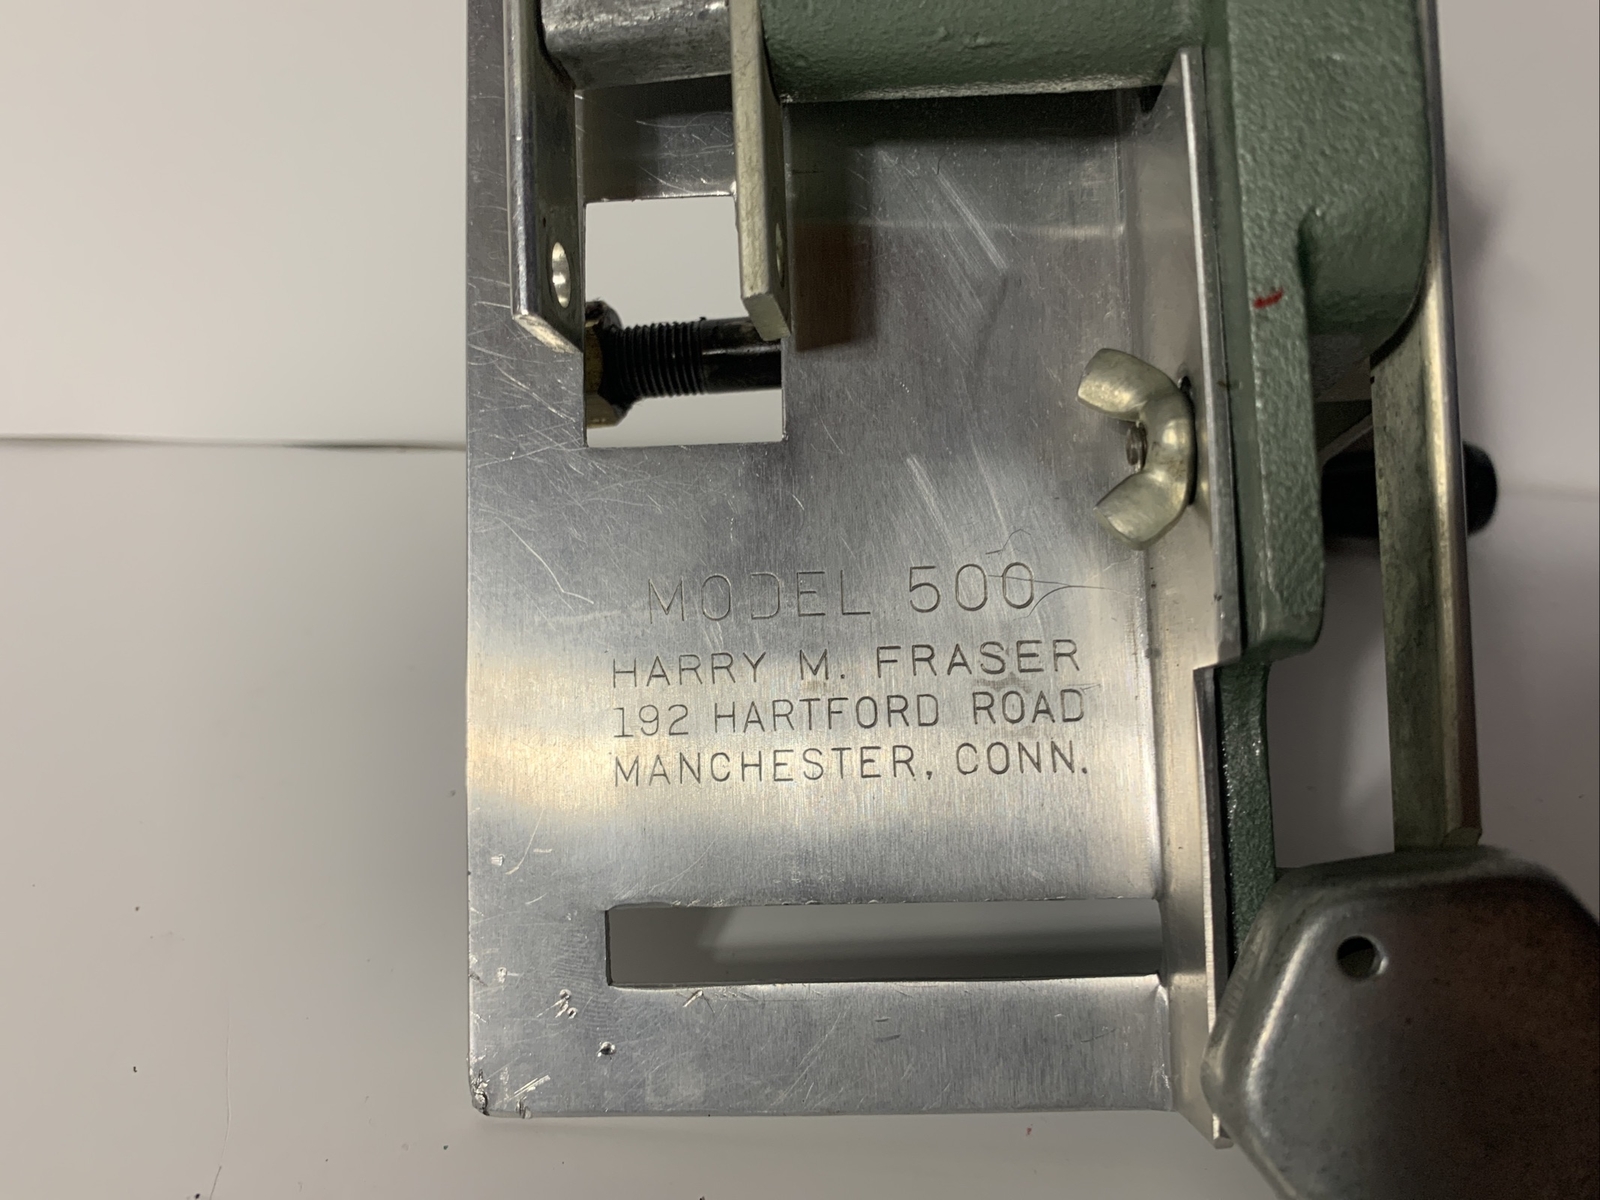 MODEL 500
HARRY M. FRASER
192 HARTFORD ROAD
MANCHESTER, CONN.